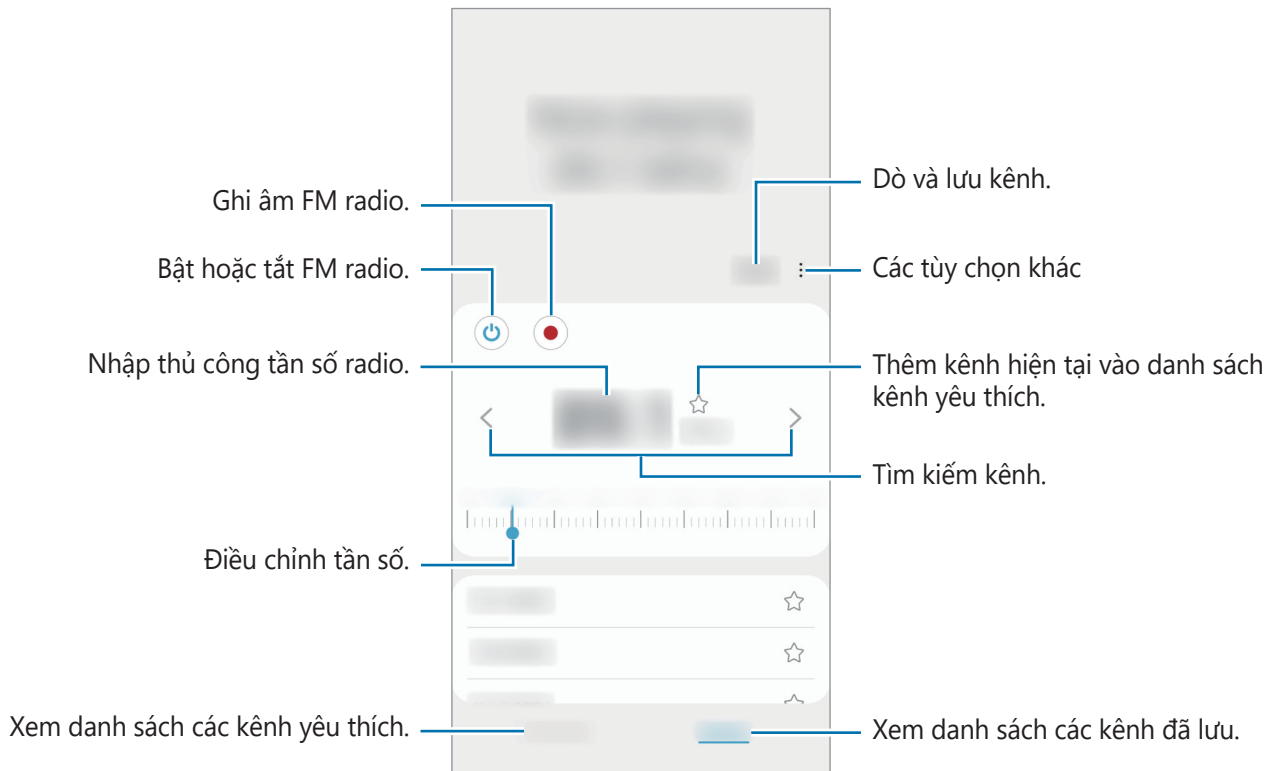 Ghi âm FM radio.
Bật hoặc tắt FM radio.
Nhập thủ công tần số radio.
Điều chỉnh tần số.
Xem danh sách các kênh yêu thích.
Dò và lưu kênh.
Các tùy chọn khác
Thêm kênh hiện tại vào danh sách
kênh yêu thích.
Tìm kiếm kênh.
Xem danh sách các kênh đã lưu.